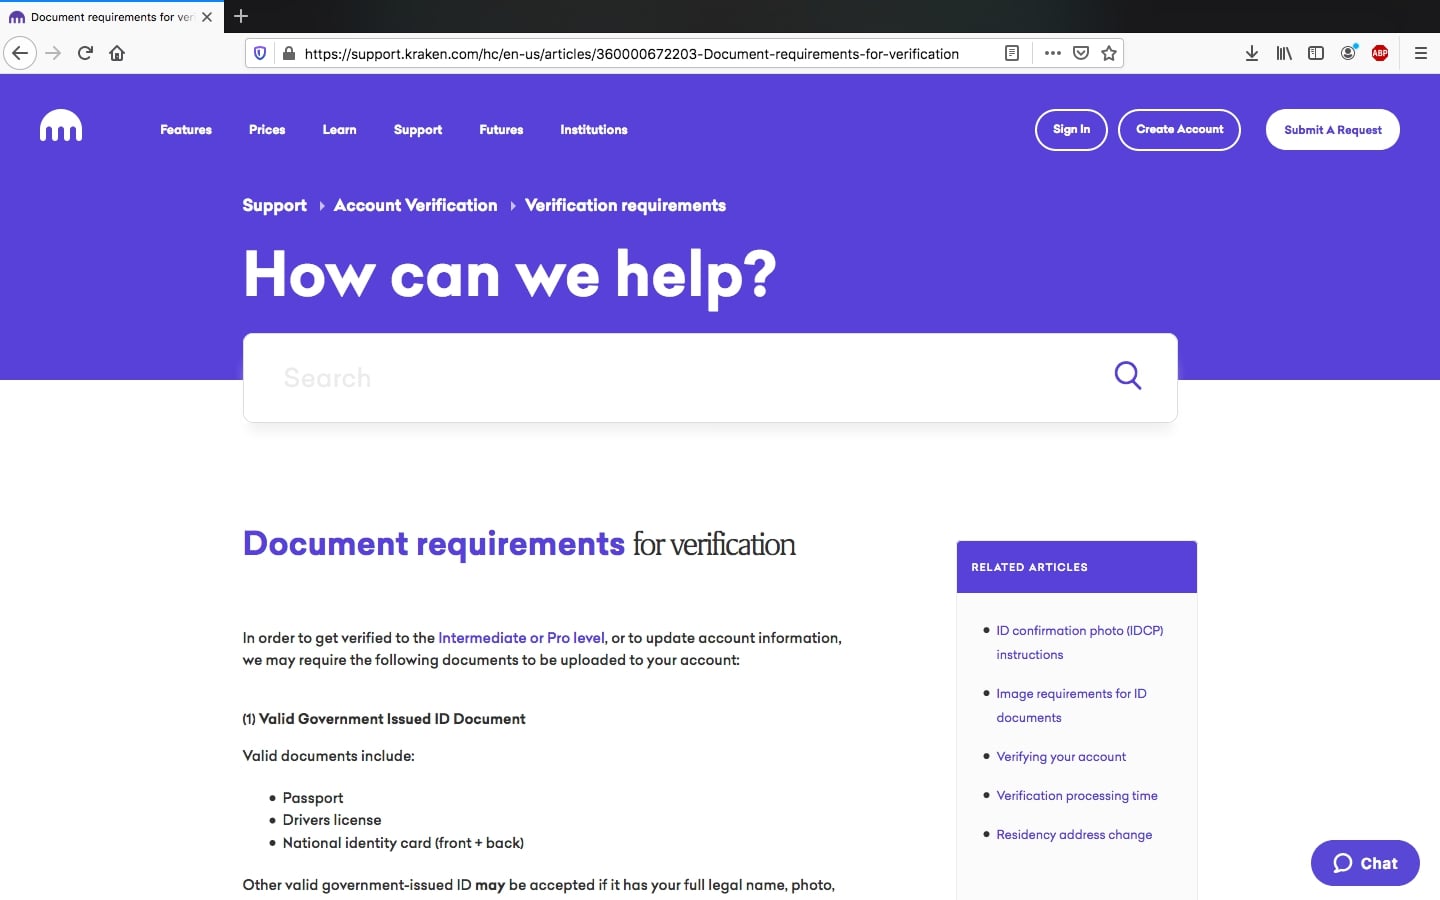 Document requirements for ver
https://support.kraken.com/hc/en-us/articles/360000672203-Document-requirements-for-verification
ABP
Features Prices Learn Support Futures Institutions
Sign In Create Account Submit A Request
Support Account Verification Verification requirements
How can we help?
Search
Document requirements for verification
In order to get verified to the Intermediate or Pro level, or to update account information,
we may require the following documents to be uploaded to your account:
(1) Valid Government Issued ID Document
Valid documents include:
Passport
Drivers license
National identity card (front + back)
Other valid government-issued ID may be accepted if it has your full legal name, photo,
RELATED ARTICLES
ID confirmation photo (IDCP)
instructions
Image requirements for ID
documents
Verifying your account
Verification processing time
Residency address change
Chat